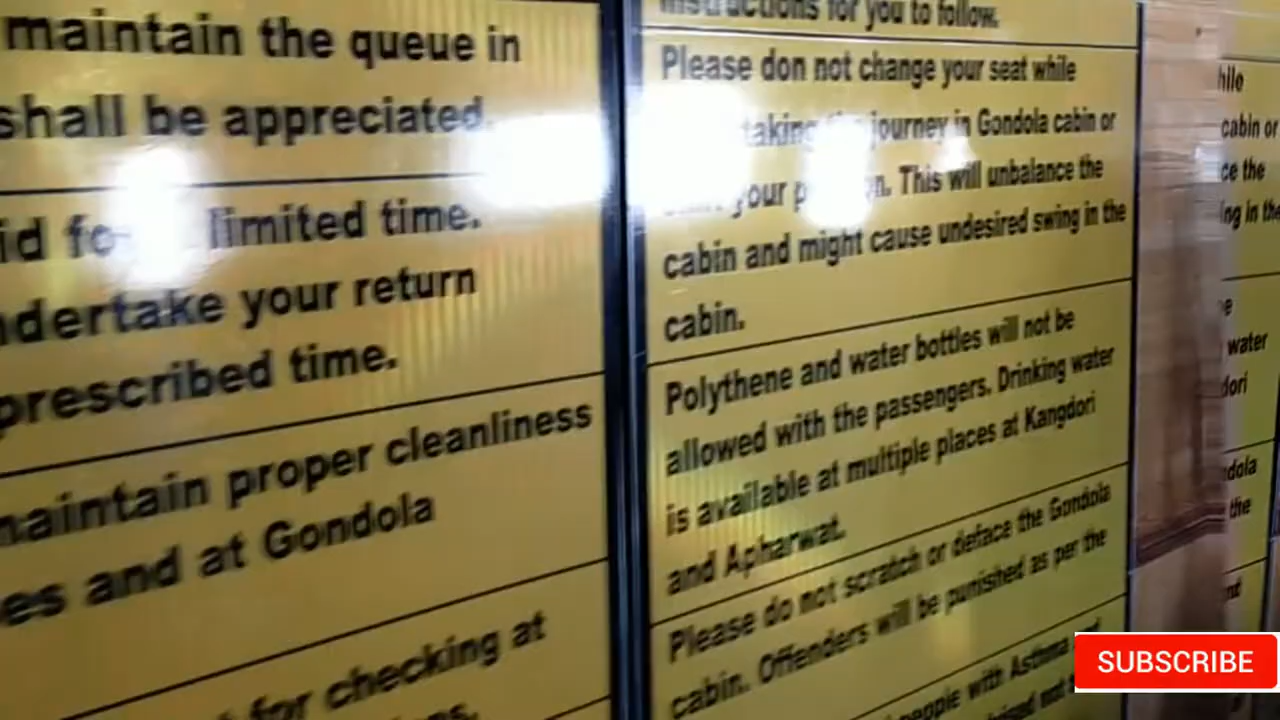 maintain the queue in
shall be appreciated.
limited time.
your return
prescribed time.
maintain proper cleanliness
and at Gondola
for checking at
instructions for you to follow.
Please don not change your seat while
taking journey in Gondola cabin or
your This will unbalance the
cabin and might cause undesired swing in the
cabin.
Polythene and water bottles will not be
allowed with the passengers. Drinking water
is available at multiple places at Kangdori
and Apharwat.
Please do not scratch or deface the Gondola
cabin. Offenders will be punished as per the
people with Asthma
cabin or
the
in the
water
the
SUBSCRIBE